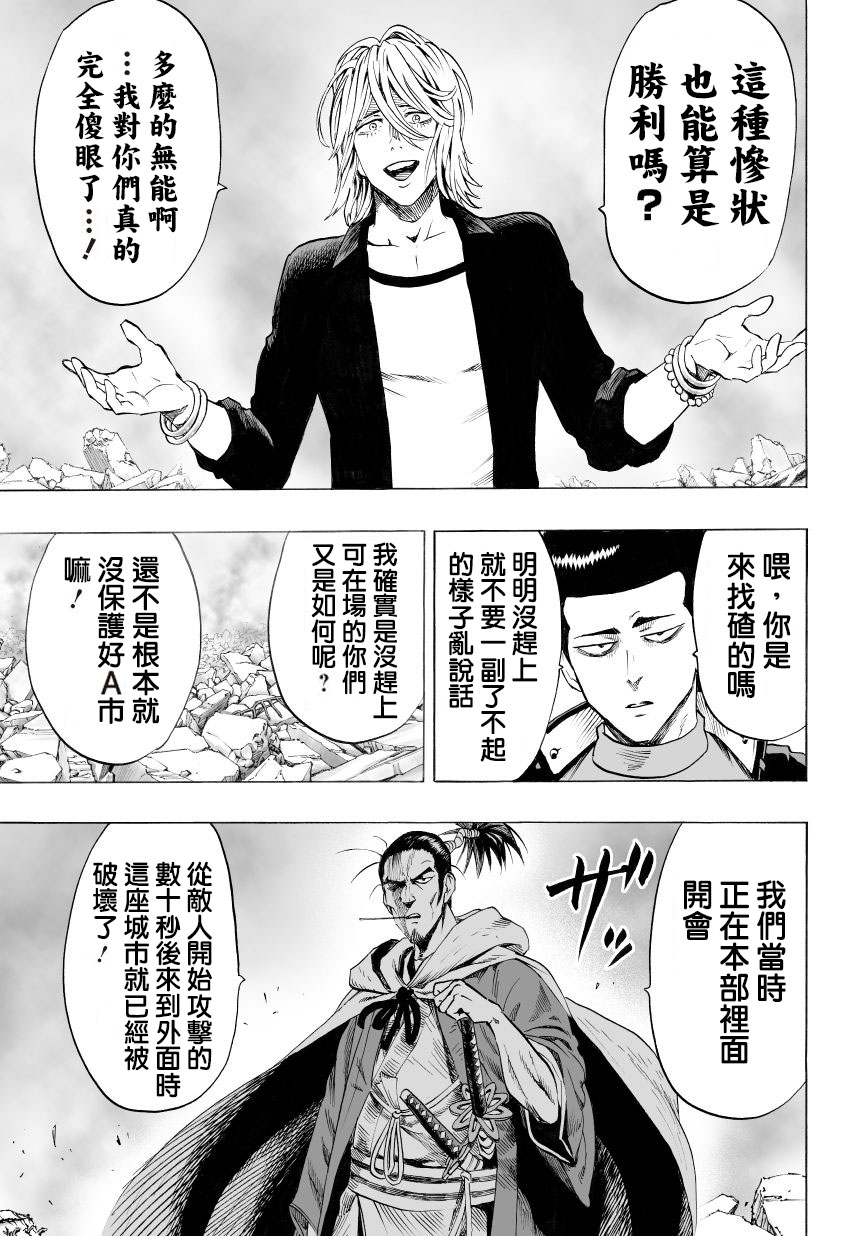 這種慘狀
也能算是
勝利嗎？
多麼的無能啊
…我對你們真的
完全傻眼了…！
喂，你是
來找碴的嗎
明明沒趕上
就不要一副了不起
的樣子亂說話
我確實是沒趕上
可在場的你們
又是如何呢？
還不是根本就
沒保護好A市
嘛！
我們當時
正在本部裡面
開會
ザッ
從敵人開始攻擊的
數十秒後來到外面時
這座城市就已經被
破壞了！